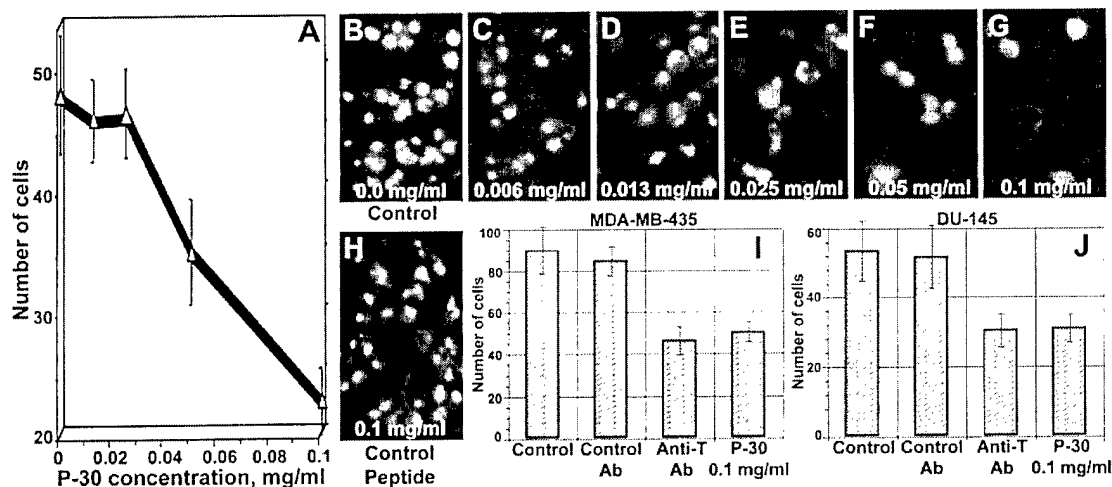 A
Number of cells
50
40
30
20
0
0.02
0.04
0.06
0.08
0.1
P-30 concentration, mg/ml
B
0.0 mg/ml
Control
C
0.006 mg/ml
D
0.013 mg/ml
E
0.025 mg/ml
F
0.05 mg/ml
G
0.1 mg/ml
H
0.1 mg/ml
Control
Peptide
MDA-MB-435
I
Number of cells
100
80
60
40
20
0
Control
Control
Ab
Anti-T
Ab
P-30
0.1 mg/ml
DU-145
J
Number of cells
60
40
20
0
Control
Control
Ab
Anti-T
Ab
P-30
0.1 mg/ml